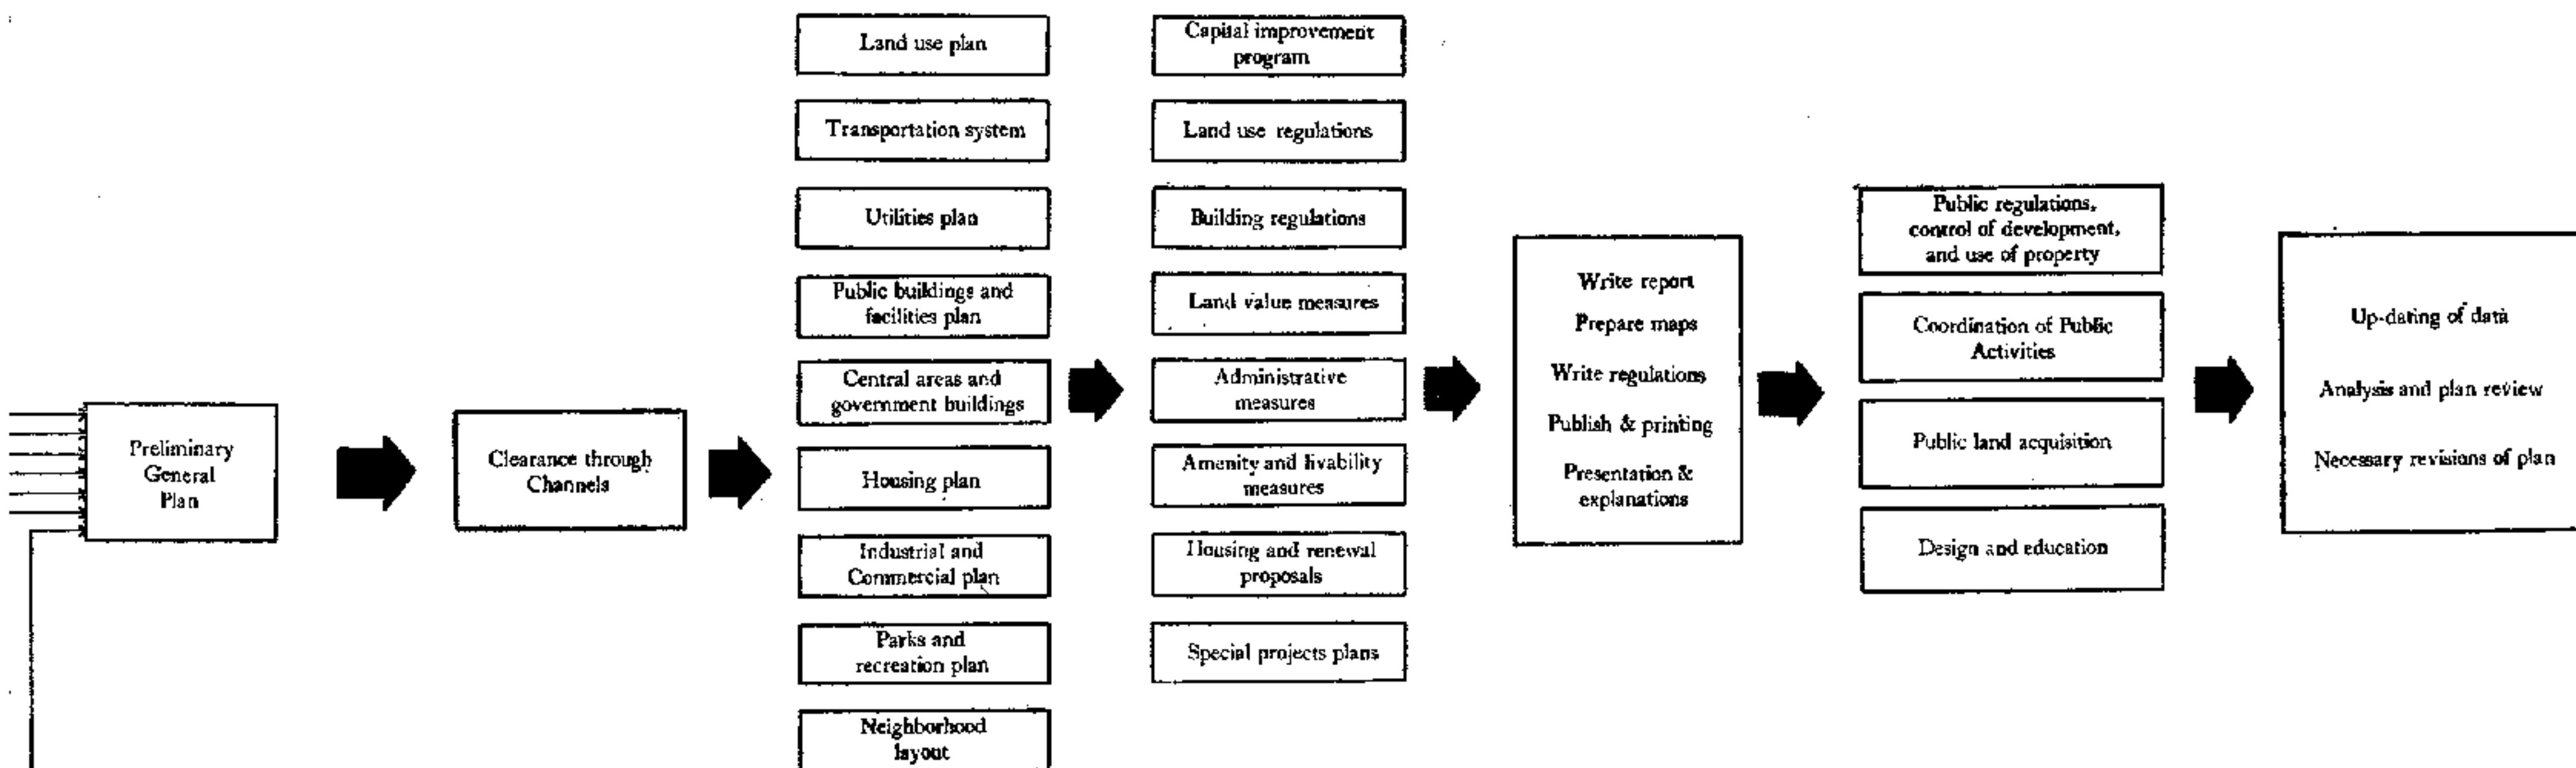 Preliminary
General
Plan
Clearance through
Channels
Land use plan
Transportation system
Utilities plan
Public buildings and
facilities plan
Central areas and
government buildings
Housing plan
Industrial and
Commercial plan
Parks and
recreation plan
Neighborhood
layout
Capital improvement
program
Land use regulations
Building regulations
Land value measures
Administrative
measures
Amenity and livability
measures
Housing and renewal
proposals
Special projects plans
Write report
Prepare maps
Write regulations
Publish & printing
Presentation &
explanations
Public regulations,
control of development,
and use of property
Coordination of Public
Activities
Public land acquisition
Design and education
Up-dating of data
Analysis and plan review
Necessary revisions of plan